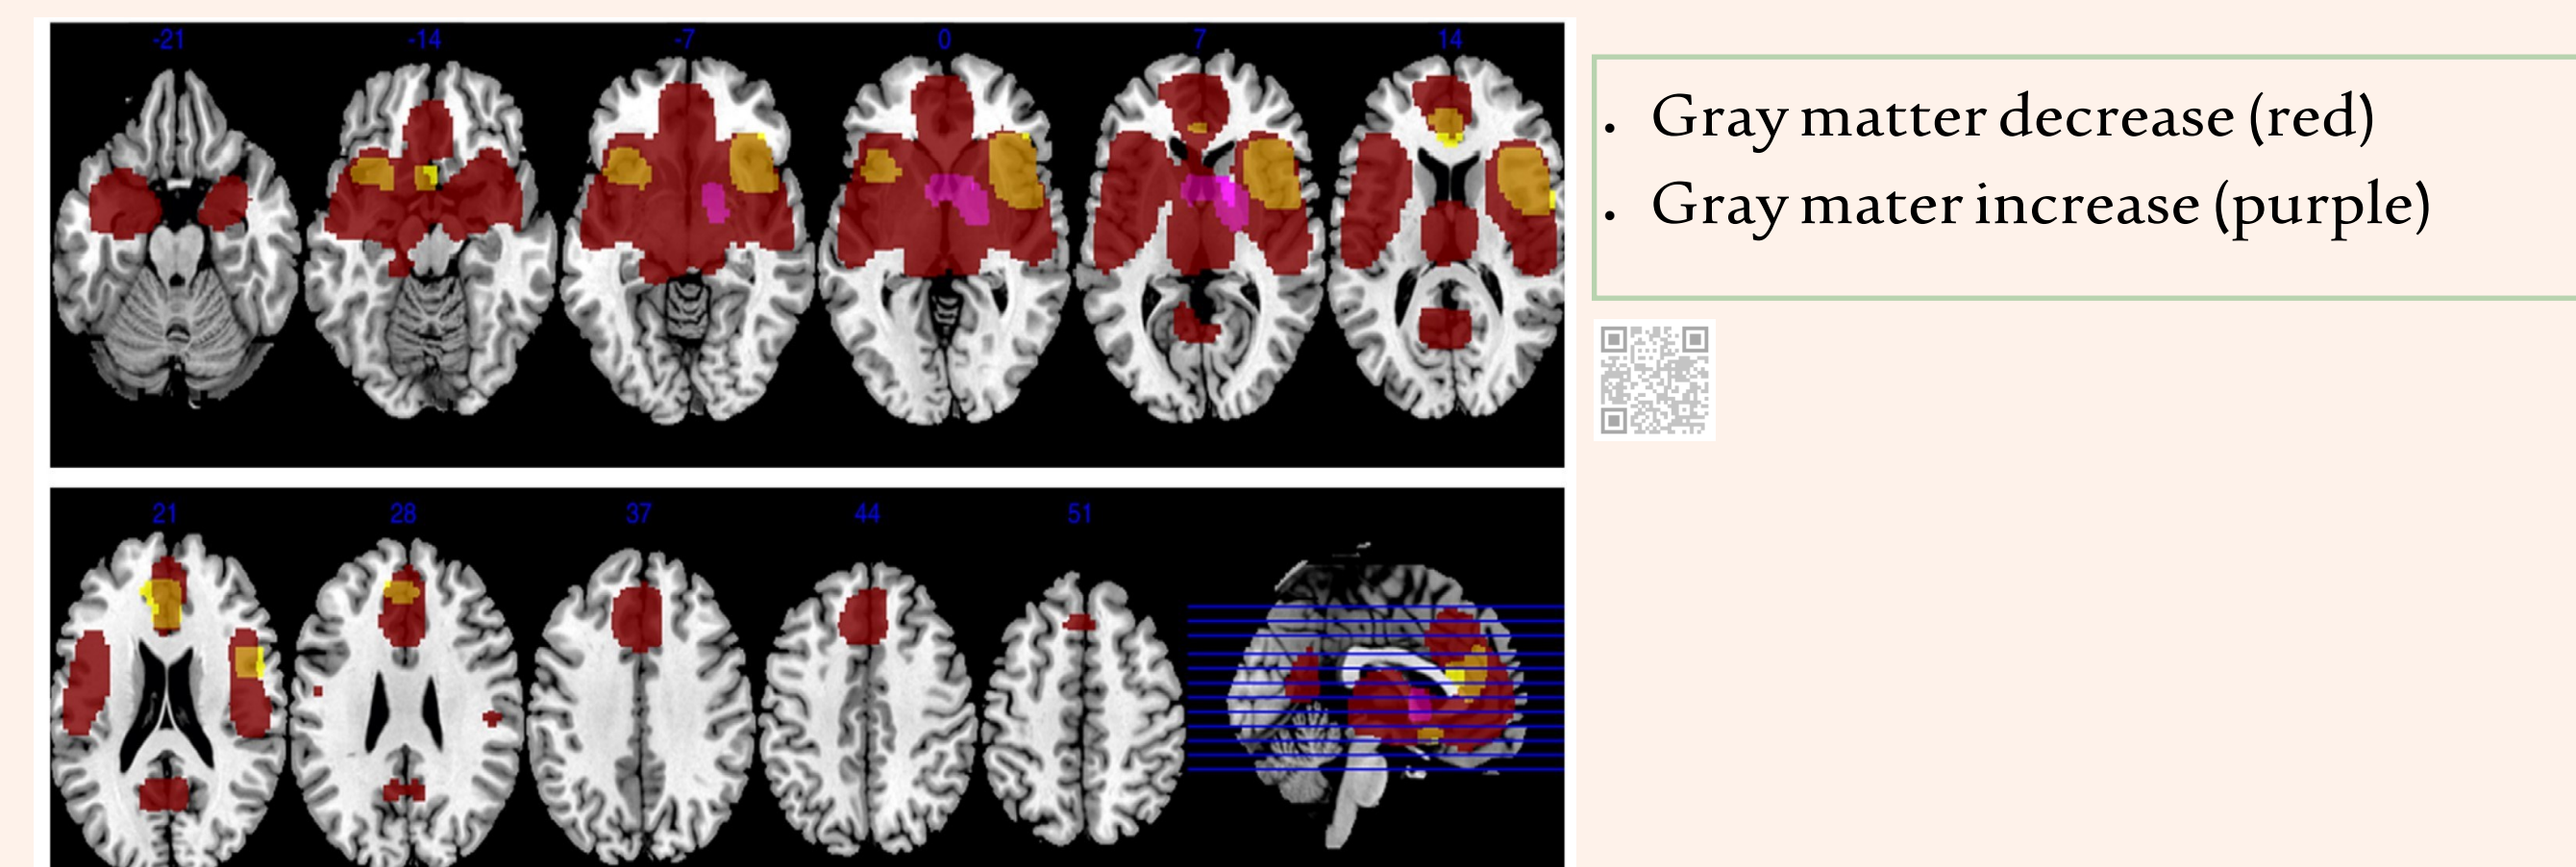 -21 -14 -7 0 7 14
• Gray matter decrease (red)
• Gray mater increase (purple)
21 28 37 44 51